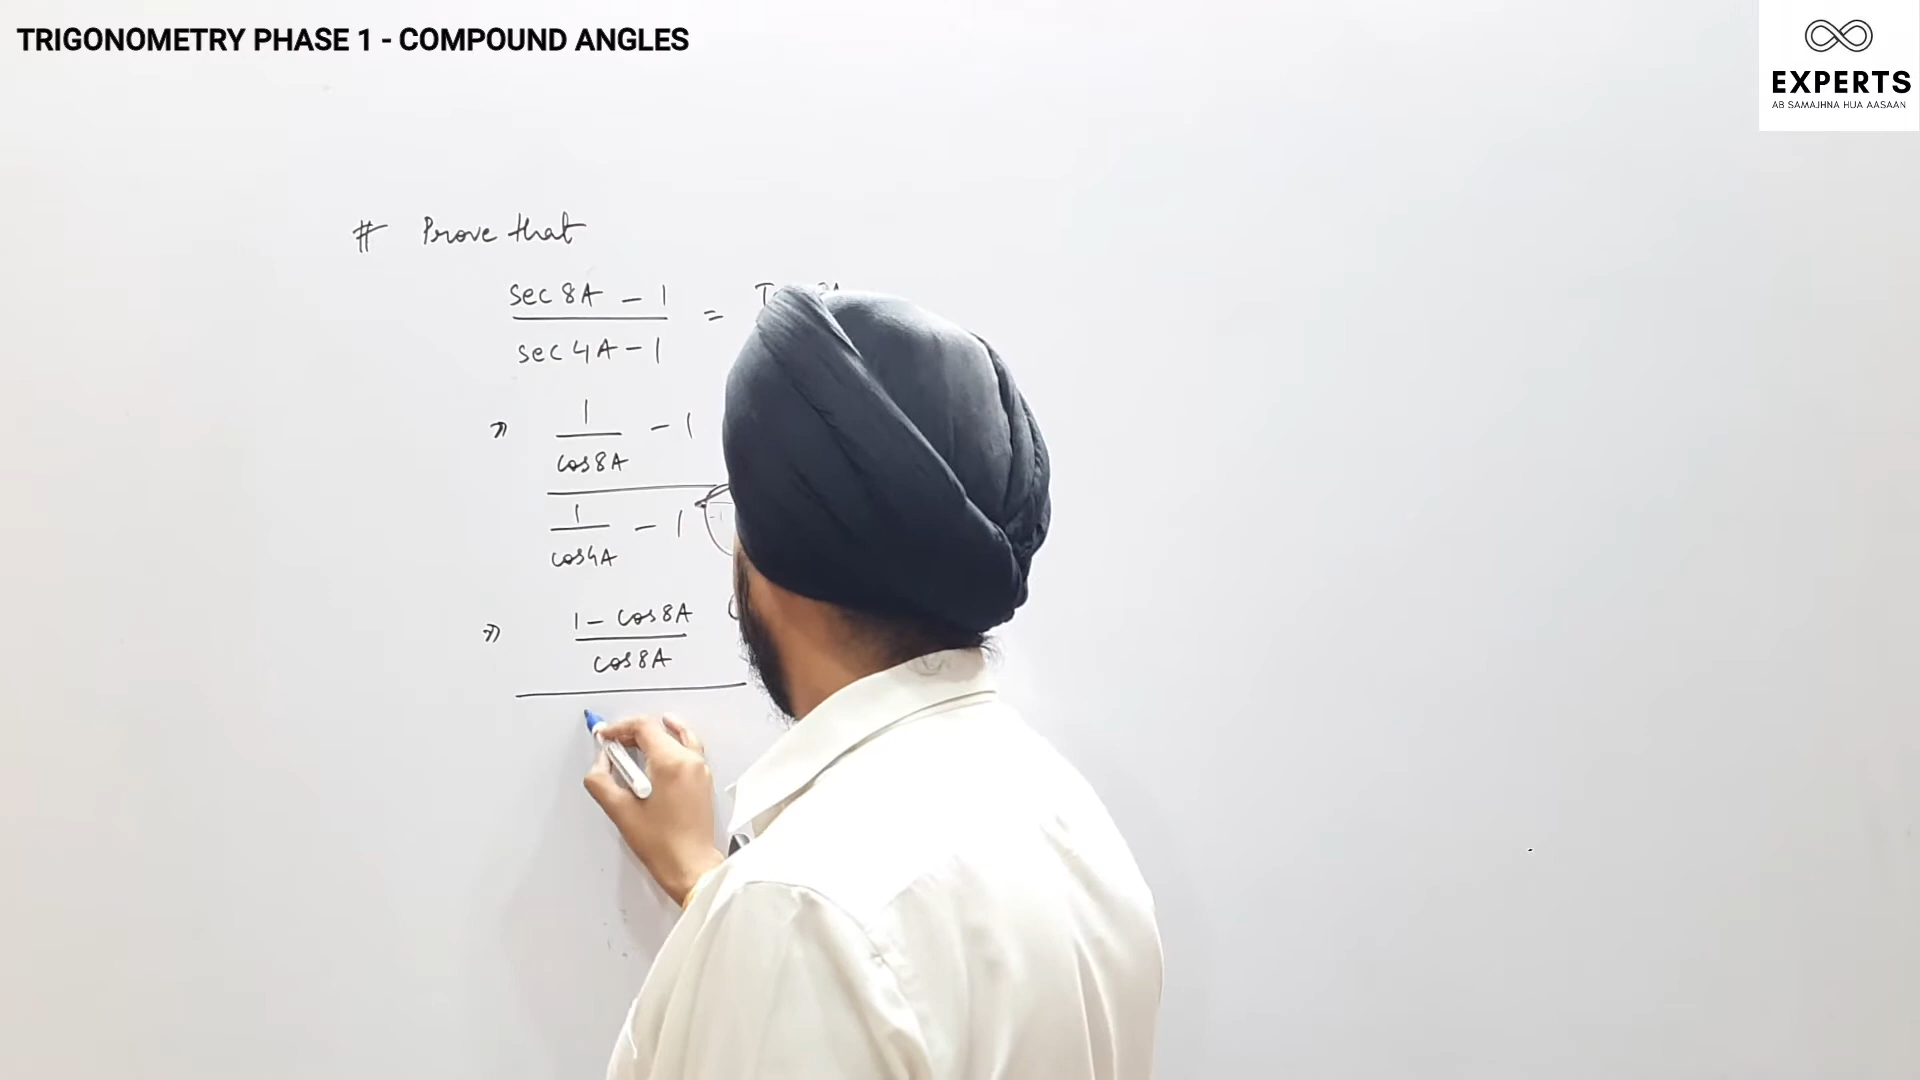 TRIGONOMETRY PHASE 1 - COMPOUND ANGLES
EXPERTS
AB SAMAJHNA HUA AASAAN
# Prove that
sec 8A - 1
=
sec 4A - 1
⇒ 1 - 1
cos 8A
1 - 1
cos 4A
⇒ 1 - cos 8A
cos 8A